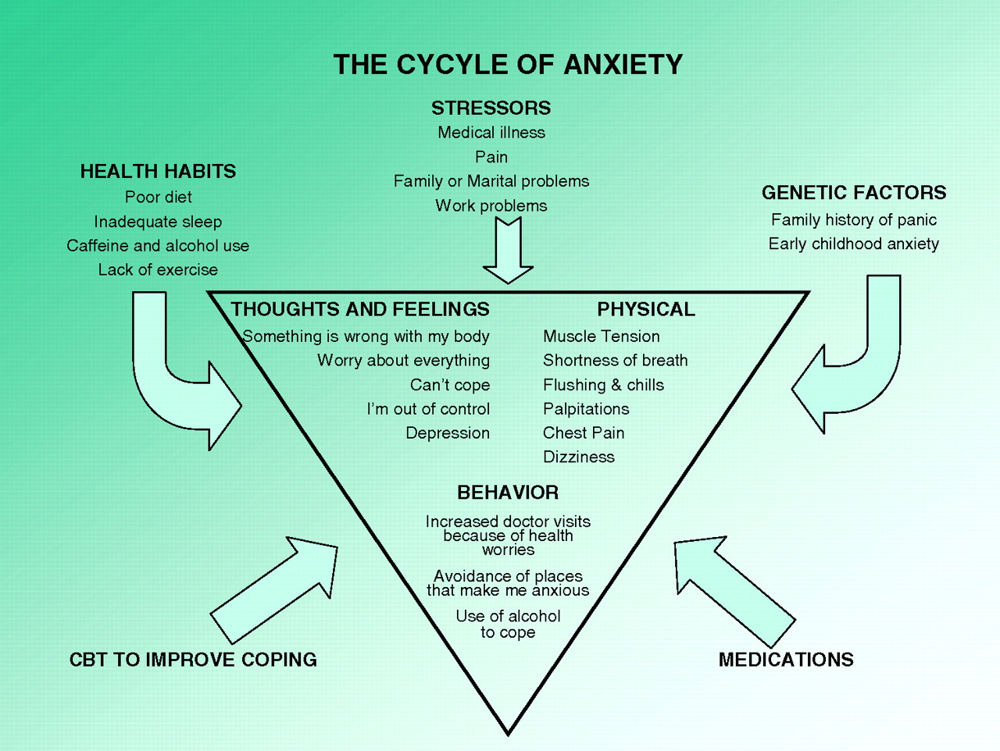 THE CYCYLE OF ANXIETY
STRESSORS
Medical illness
Pain
Family or Marital problems
Work problems
HEALTH HABITS
Poor diet
Inadequate sleep
Caffeine and alcohol use
Lack of exercise
GENETIC FACTORS
Family history of panic
Early childhood anxiety
THOUGHTS AND FEELINGS
Something is wrong with my body
Worry about everything
Can't cope
I'm out of control
Depression
PHYSICAL
Muscle Tension
Shortness of breath
Flushing & chills
Palpitations
Chest Pain
Dizziness
BEHAVIOR
Increased doctor visits
because of health
worries
Avoidance of places
that make me anxious
Use of alcohol
to cope
CBT TO IMPROVE COPING
MEDICATIONS